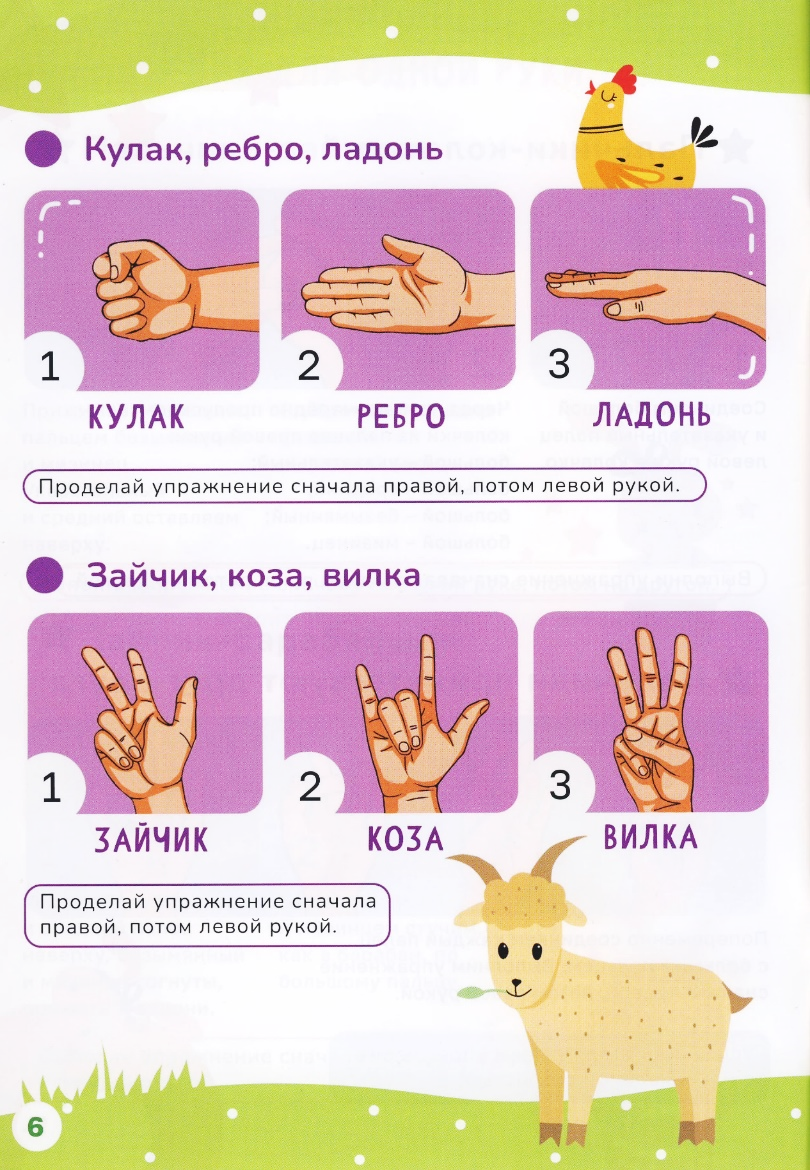 Кулак, ребро, ладонь
1
2
3
КУЛАК
РЕБРО
ЛАДОНЬ
Проделай упражнение сначала правой, потом левой рукой.
Зайчик, коза, вилка
1
2
3
ЗАЙЧИК
КОЗА
ВИЛКА
Проделай упражнение сначала
правой, потом левой рукой.
6